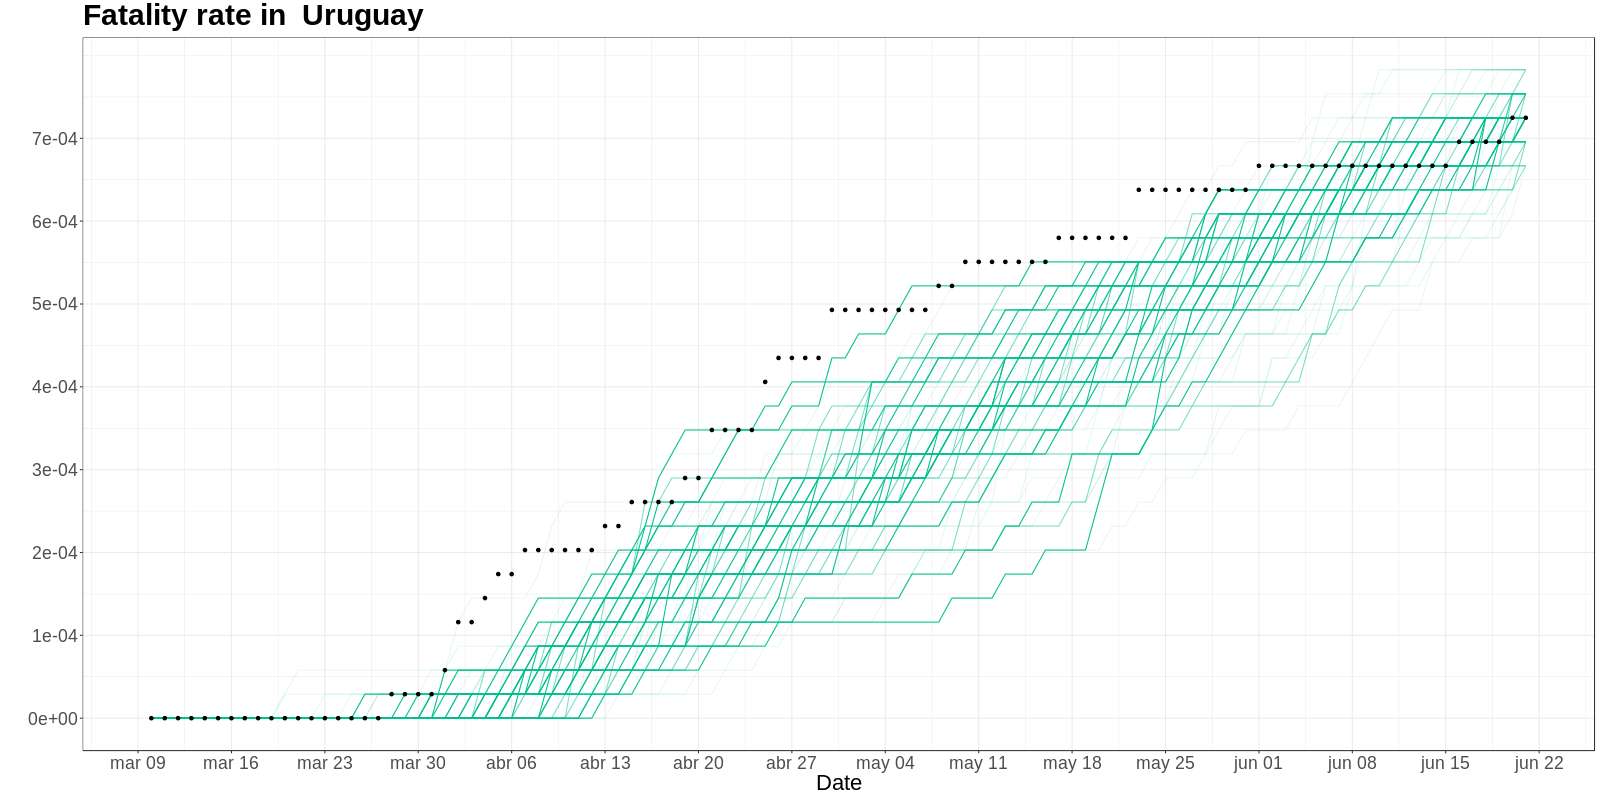 Fatality rate in  Uruguay
7e-04
6e-04
5e-04
4e-04
3e-04
2e-04
1e-04
0e+00
mar 09 mar 16 mar 23 mar 30 abr 06 abr 13 abr 20 abr 27 may 04 may 11 may 18 may 25 jun 01 jun 08 jun 15 jun 22
Date